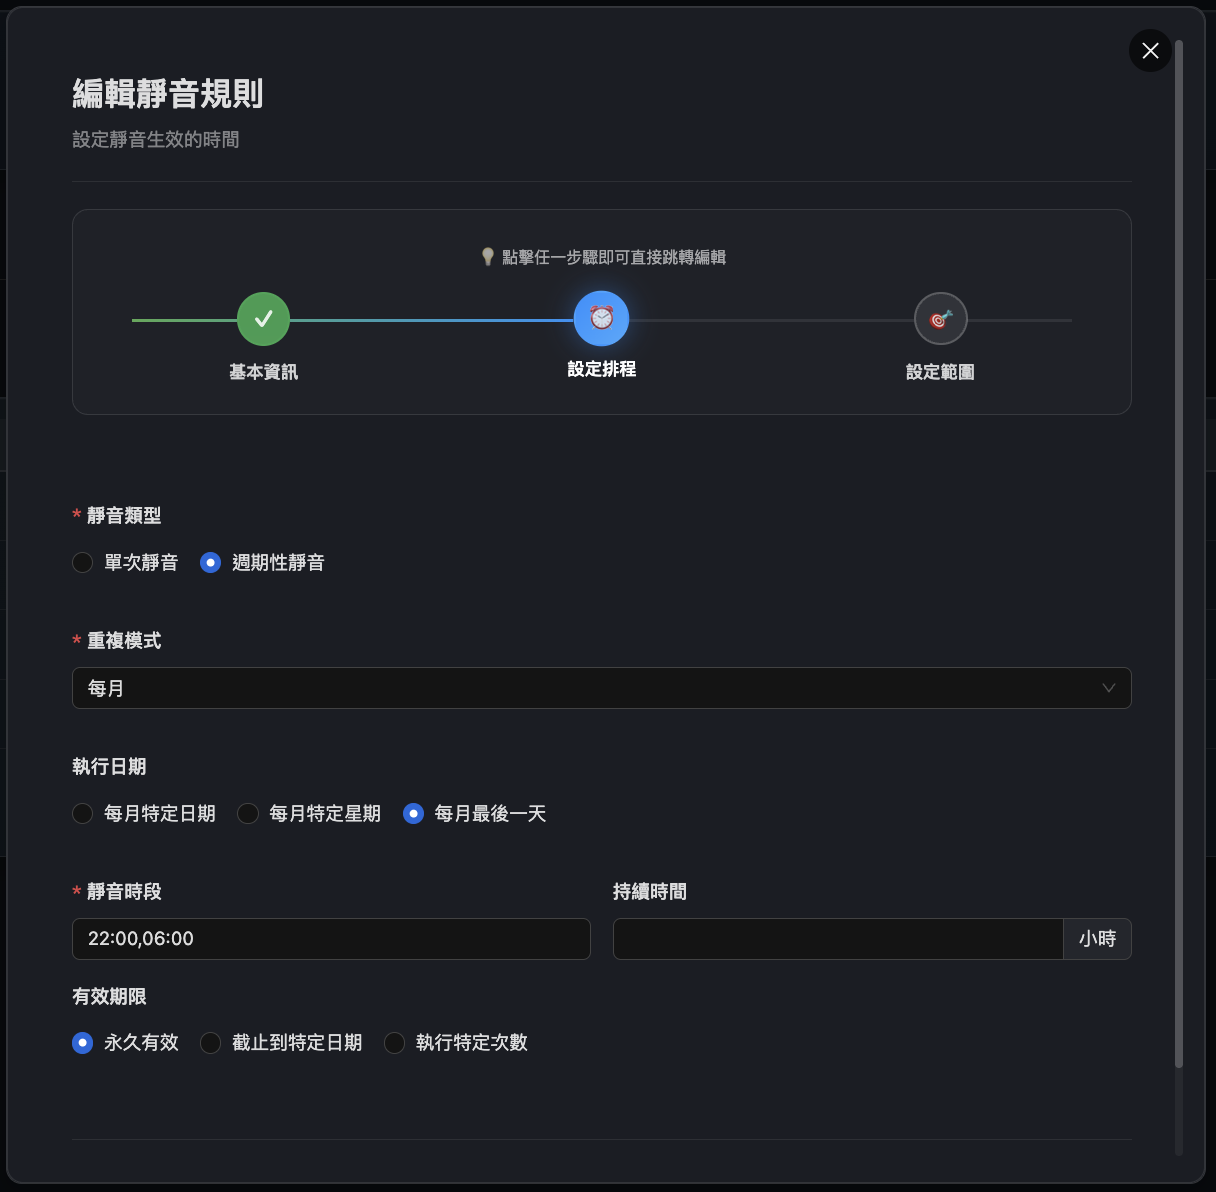 編輯靜音規則
設定靜音生效的時間
點擊任一步驟即可直接跳轉編輯
基本資訊
設定排程
設定範圍
* 靜音類型
單次靜音 週期性靜音
* 重複模式
每月
執行日期
每月特定日期 每月特定星期 每月最後一天
* 靜音時段 持續時間
22:00,06:00 小時
有效期限
永久有效 截止到特定日期 執行特定次數